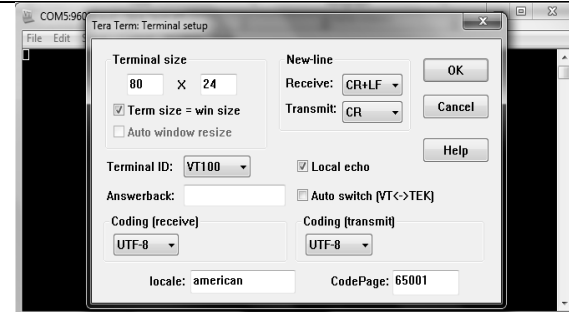 COM5:960
Tera Term: Terminal setup
File Edit
Terminal size
80 X 24
Term size = win size
Auto window resize
New-line
Receive: CR+LF
Transmit: CR
OK
Cancel
Help
Terminal ID: VT100
Local echo
Answerback:
Auto switch (VT<->TEK)
Coding (receive)
UTF-8
Coding (transmit)
UTF-8
locale: american
CodePage: 65001